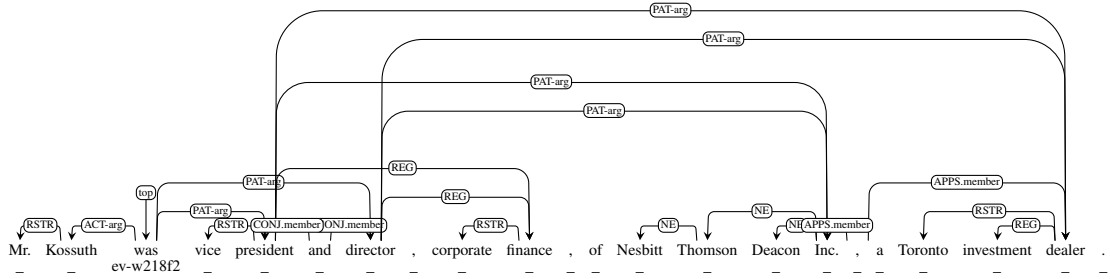 PAT-arg
PAT-arg
PAT-arg
PAT-arg
REG
top PAT-arg APPS.member
REG
PAT-arg NE RSTR
RSTR ACT-arg RSTR CONJ.member ONJ.member RSTR NE NE APPS.member REG
Mr. Kossuth was vice president and director , corporate finance , of Nesbitt Thomson Deacon Inc. , a Toronto investment dealer .
_ _ ev-w218f2 _ _ _ _ _ _ _ _ _ _ _ _ _ _ _ _ _ _ _